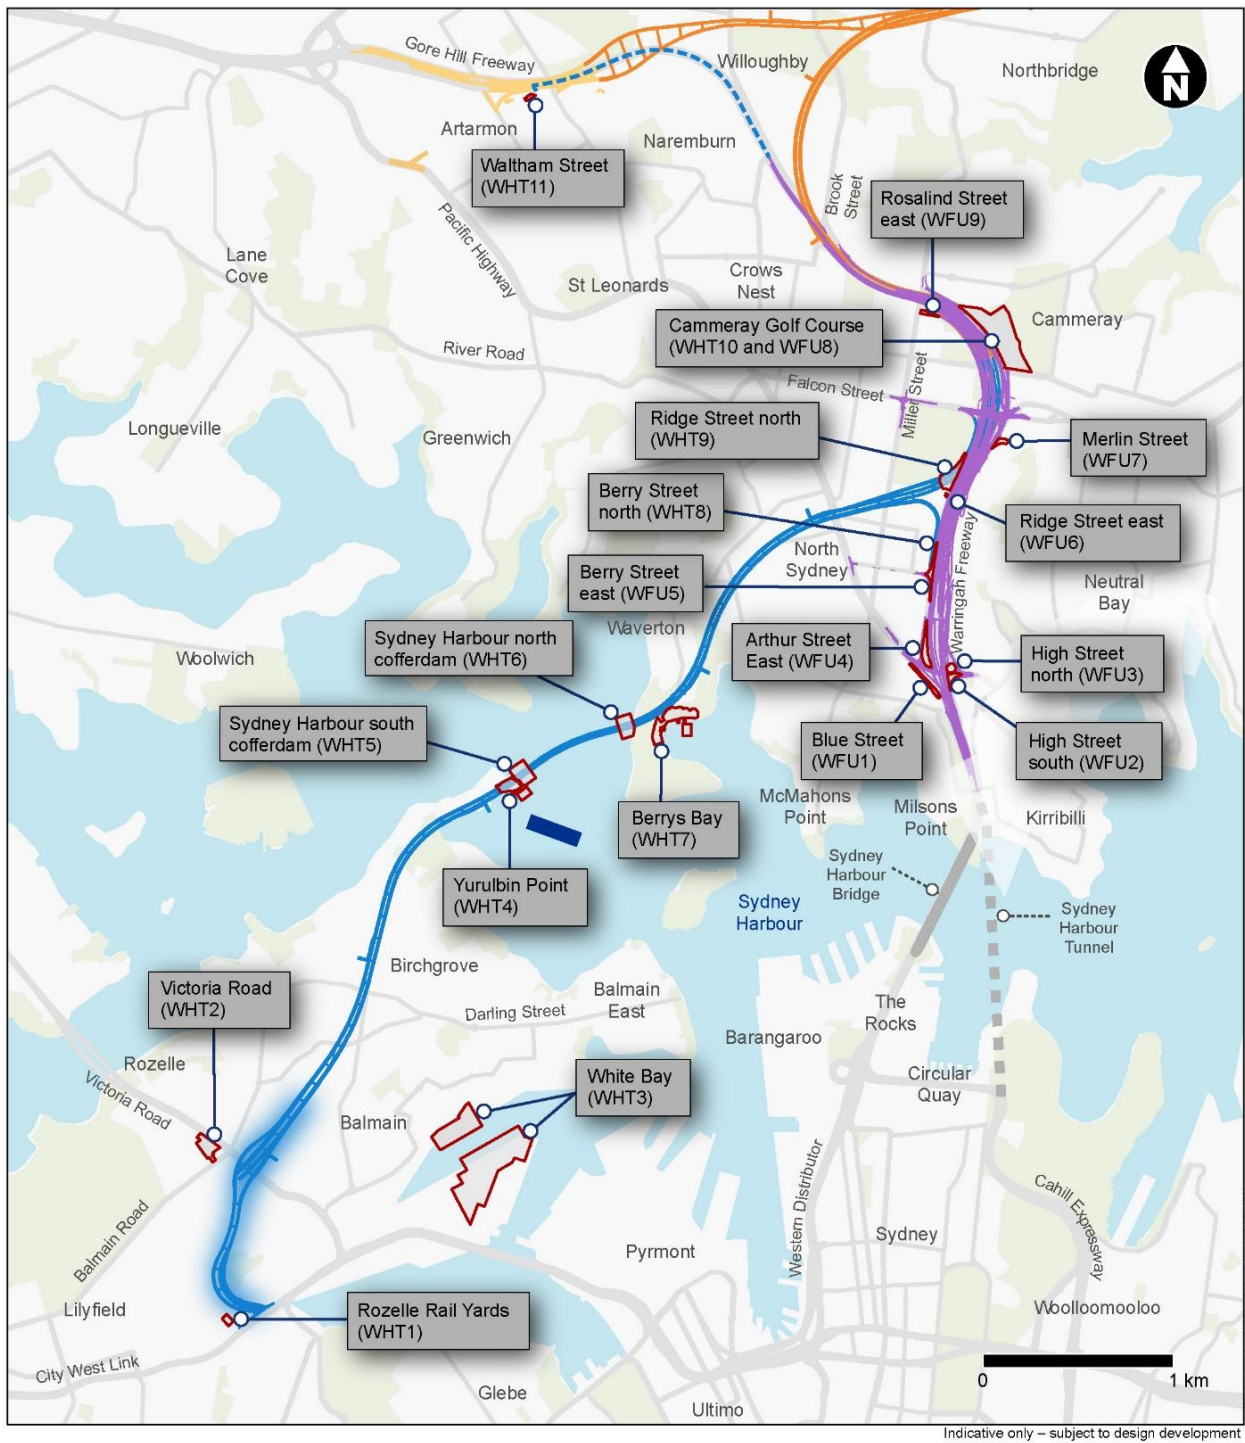 Gore Hill Freeway
Willoughby
Northbridge
N
Artarmon
Naremburn
Waltham Street
(WHT11)
Brook
Street
Rosalind Street
east (WFU9)
Pacific Highway
Lane
Cove
St Leonards
Crows
Nest
Cammeray Golf Course
(WHT10 and WFU8)
Cammeray
River Road
Falcon Street
Miller Street
Longueville
Greenwich
Ridge Street north
(WHT9)
Merlin Street
(WFU7)
Berry Street
north (WHT8)
Ridge Street east
(WFU6)
North
Sydney
Warringah Freeway
Berry Street
east (WFU5)
Neutral
Bay
Waverton
Sydney Harbour north
cofferdam (WHT6)
Arthur Street
East (WFU4)
High Street
north (WFU3)
Woolwich
Sydney Harbour south
cofferdam (WHT5)
Blue Street
(WFU1)
High Street
south (WFU2)
McMahons
Point
Milsons
Point
Kirribilli
Berrys Bay
(WHT7)
Yurulbin Point
(WHT4)
Sydney
Harbour
Bridge
Sydney
Harbour
Sydney
Harbour
Tunnel
Birchgrove
Victoria Road
(WHT2)
Balmain
East
Darling Street
The
Rocks
Barangaroo
Rozelle
Victoria Road
White Bay
(WHT3)
Circular
Quay
Balmain
Western Distributor
Cahill Expressway
Balmain Road
Sydney
Pyrmont
Lilyfield
Rozelle Rail Yards
(WHT1)
Woolloomooloo
City West Link
Glebe
Ultimo
0
1 km
Indicative only – subject to design development